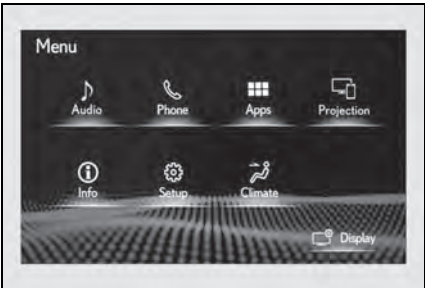 Menu
Audio
Phone
Apps
Projection
Info
Setup
Climate
Display